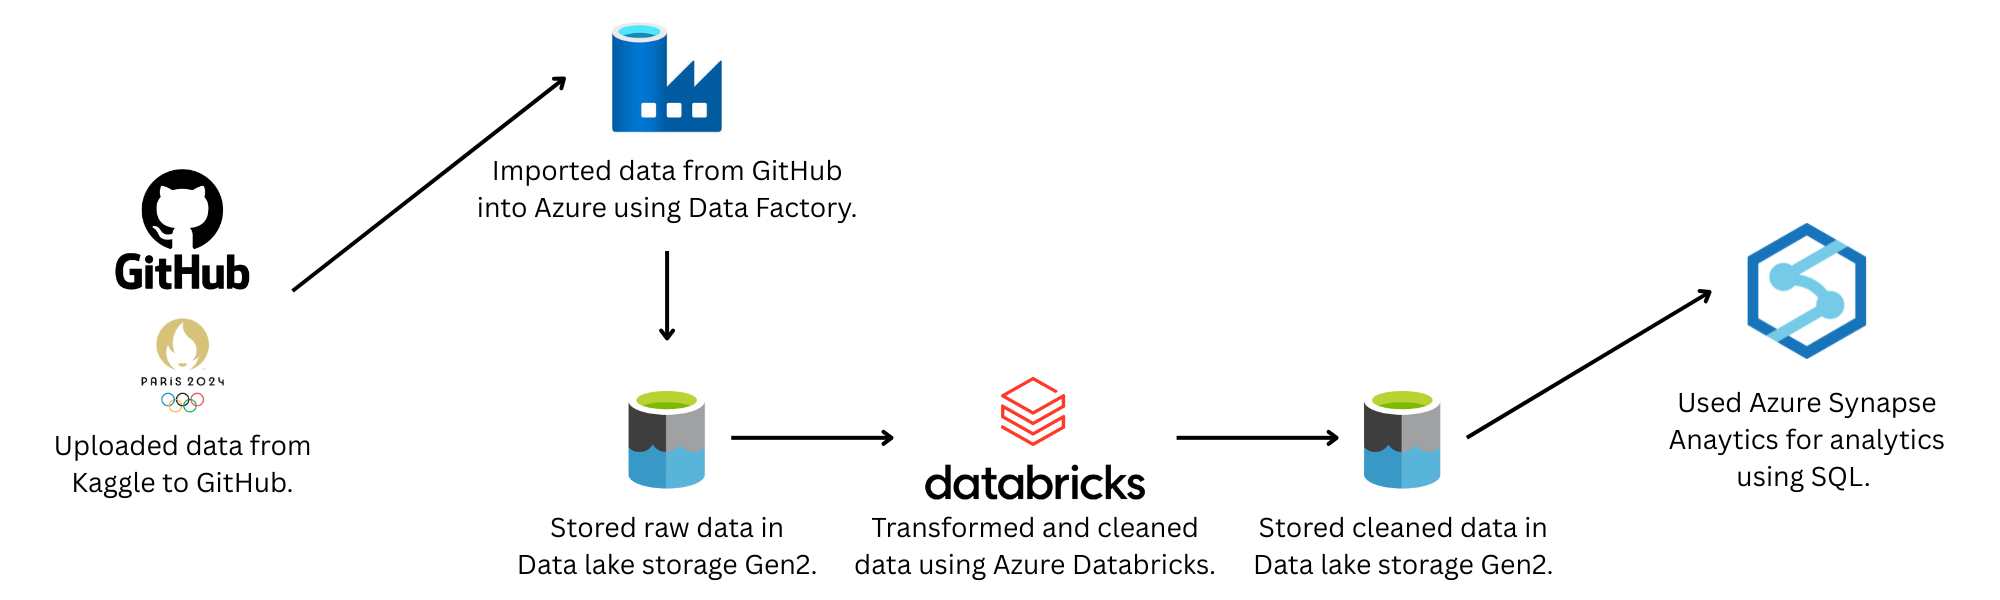 GitHub
PARIS 2024
Uploaded data from
Kaggle to GitHub.
Imported data from GitHub
into Azure using Data Factory.
Stored raw data in
Data lake storage Gen2.
databricks
Transformed and cleaned
data using Azure Databricks.
Stored cleaned data in
Data lake storage Gen2.
Used Azure Synapse
Anaytics for analytics
using SQL.